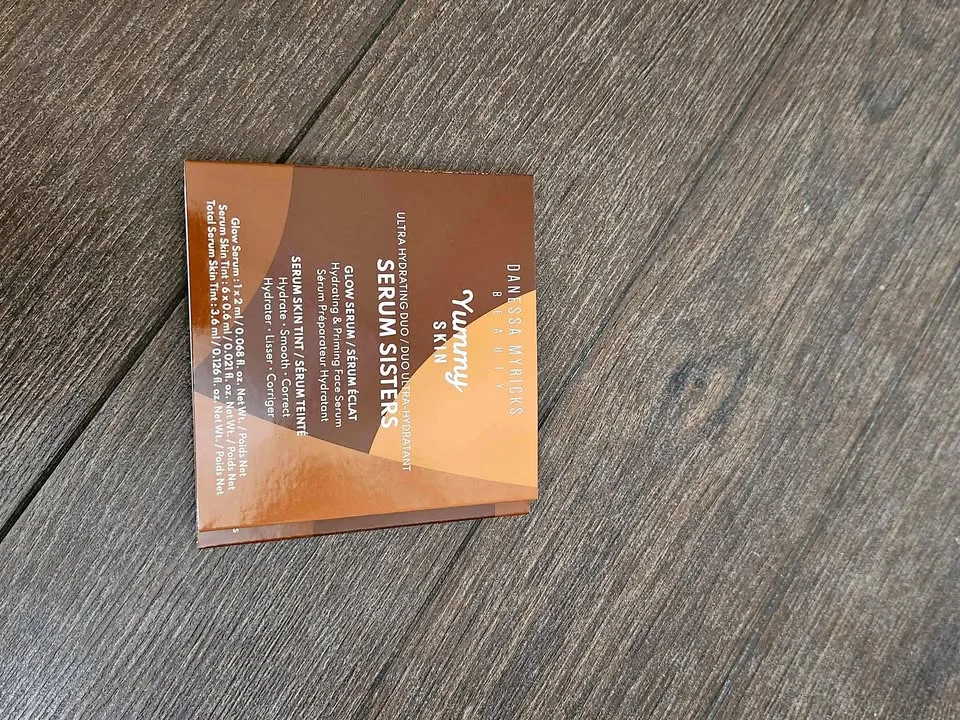 DANESSA MYRICKS
BEAUTY
Yummy
SKIN
ULTRA HYDRATING DUO / DUO ULTRA-HYDRATANT
SERUM SISTERS
GLOW SERUM / SÉRUM ÉCLAT
Hydrating & Priming Face Serum
Sérum Préparateur Hydratant
SERUM SKIN TINT / SÉRUM TEINTÉ
Hydrate • Smooth • Correct
Hydrater • Lisser • Corriger
Glow Serum : 1 x 2 ml / 0.068 fl. oz. Net Wt. / Poids Net
Serum Skin Tint : 6 x 0.6 ml / 0.021 fl. oz. Net Wt. / Poids Net
Total Serum Skin Tint : 3.6 ml / 0.126 fl. oz. Net Wt. / Poids Net